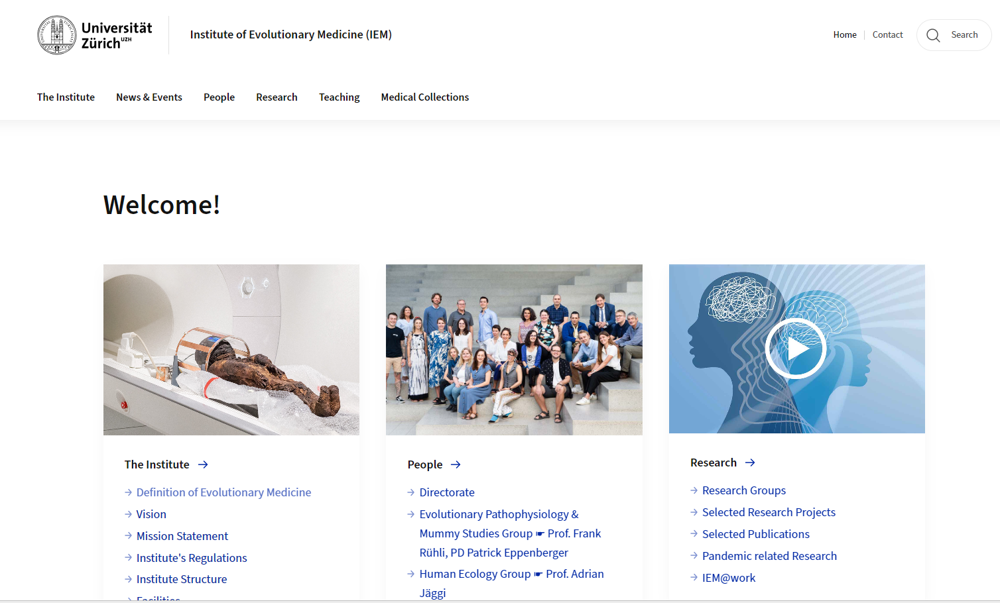 Universität
Zürich UZH
Institute of Evolutionary Medicine (IEM)
Home
Contact
Search
The Institute
News & Events
People
Research
Teaching
Medical Collections
Welcome!
The Institute
Definition of Evolutionary Medicine
Vision
Mission Statement
Institute's Regulations
Institute Structure
Facilities
People
Directorate
Evolutionary Pathophysiology &
Mummy Studies Group ☛ Prof. Frank
Rühli, PD Patrick Eppenberger
Human Ecology Group ☛ Prof. Adrian
Jäggi
Research
Research Groups
Selected Research Projects
Selected Publications
Pandemic related Research
IEM@work